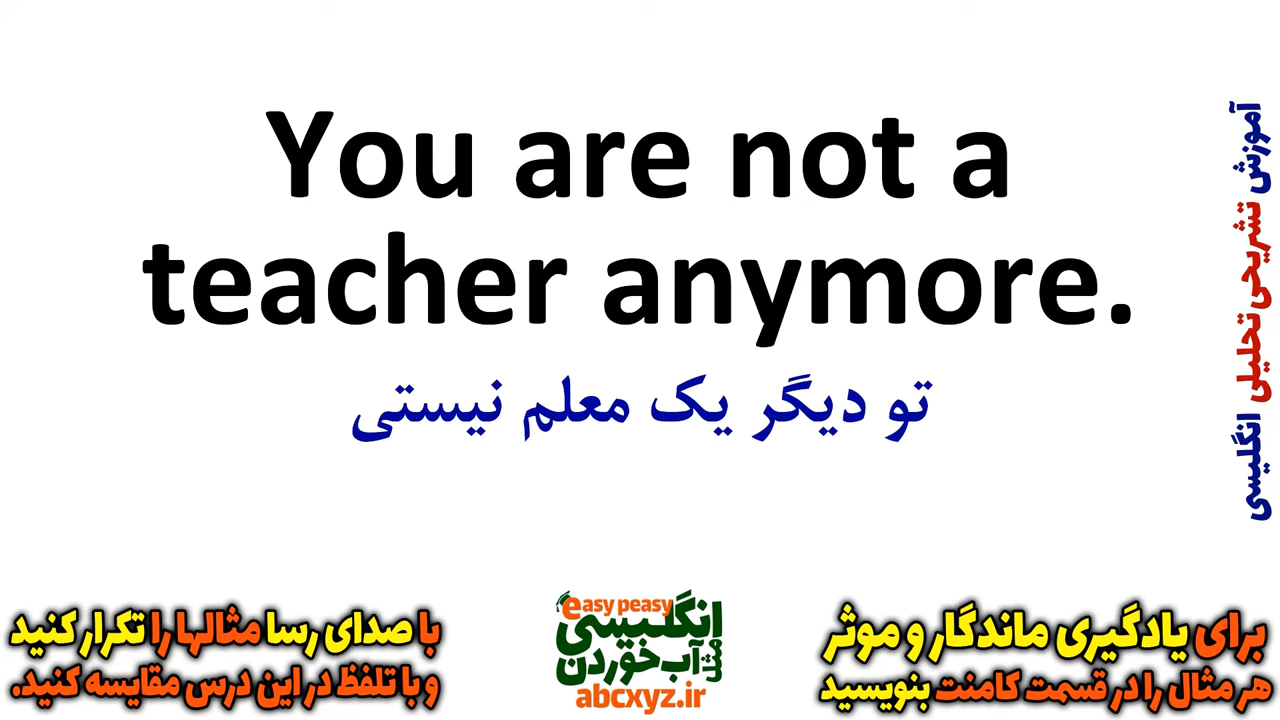 You are not a
teacher anymore.
تو دیگر یک معلم نیستی
آموزش تشریحی تحلیلی انگلیسی
برای یادگیری ماندگار و موثر
هر مثال را در قسمت کامنت بنویسید
easy peasy
انگلیسی
مثل آب خوردن
abcxyz.ir
با صدای رسا مثالها را تکرار کنید
و با تلفظ در این درس مقایسه کنید.